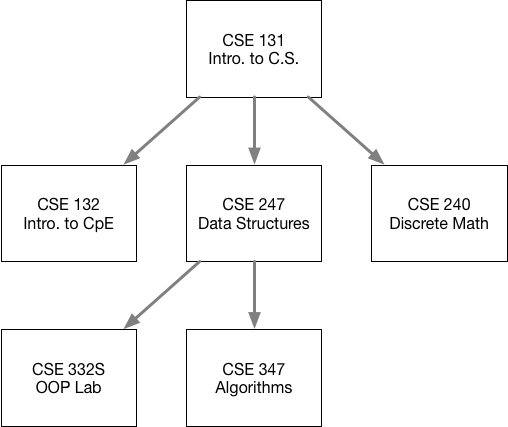 CSE 131
Intro. to C.S.
CSE 132
Intro. to CpE
CSE 247
Data Structures
CSE 240
Discrete Math
CSE 332S
OOP Lab
CSE 347
Algorithms